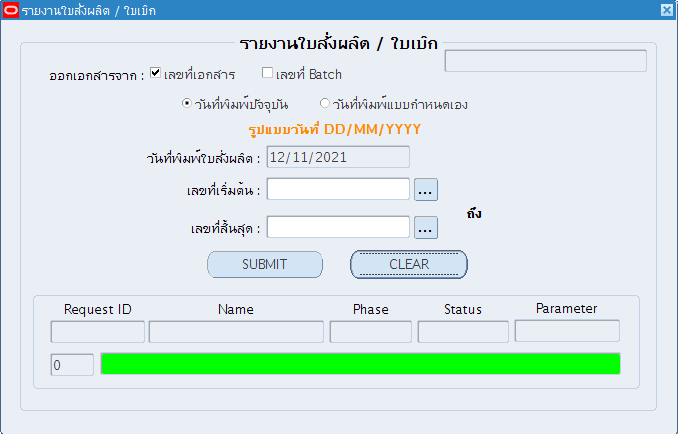 รายงานใบสั่งผลิต / ใบเบิก
รายงานใบสั่งผลิต / ใบเบิก
ออกเอกสารจาก : เลขที่เอกสาร เลขที่ Batch
วันที่พิมพ์ปัจจุบัน วันที่พิมพ์แบบกำหนดเอง
รูปแบบวันที่ DD/MM/YYYY
วันที่พิมพ์ใบสั่งผลิต : 12/11/2021
เลขที่เริ่มต้น : ...
ถึง
เลขที่สิ้นสุด : ...
SUBMIT CLEAR
Request ID Name Phase Status Parameter
0